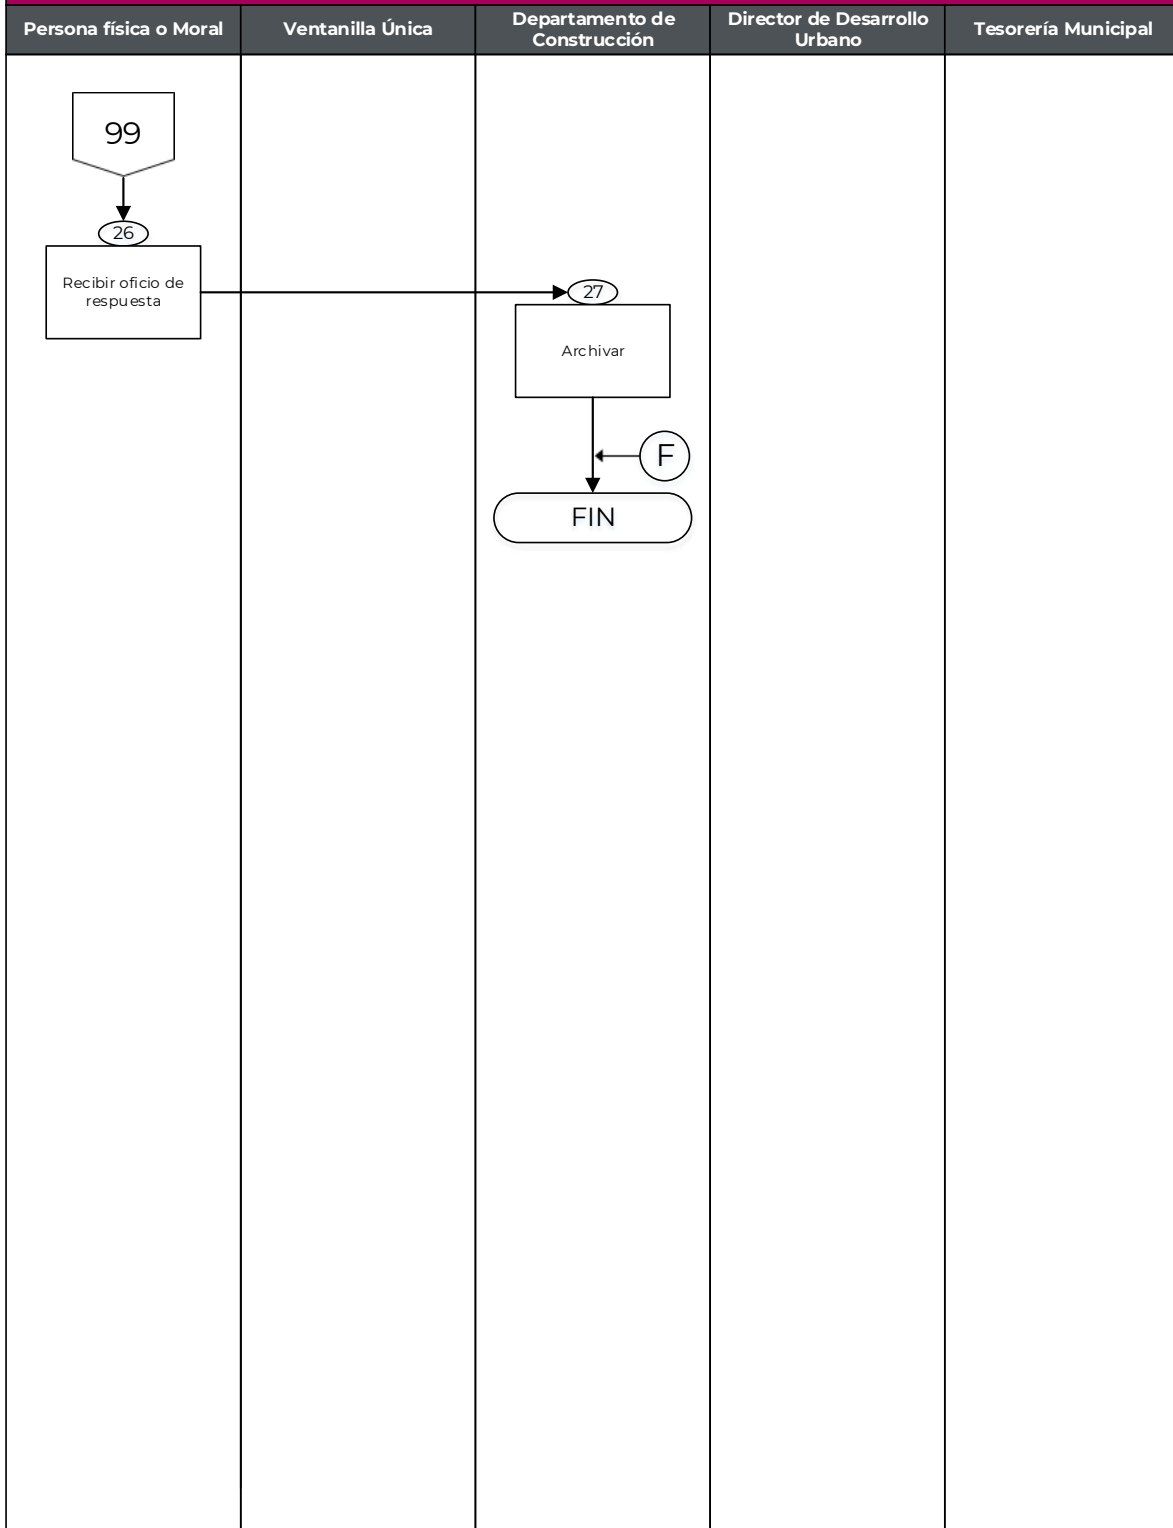 Persona física o Moral
Ventanilla Única
Departamento de
Construcción
Director de Desarrollo
Urbano
Tesorería Municipal
99
26
Recibir oficio de
respuesta
27
Archivar
F
FIN